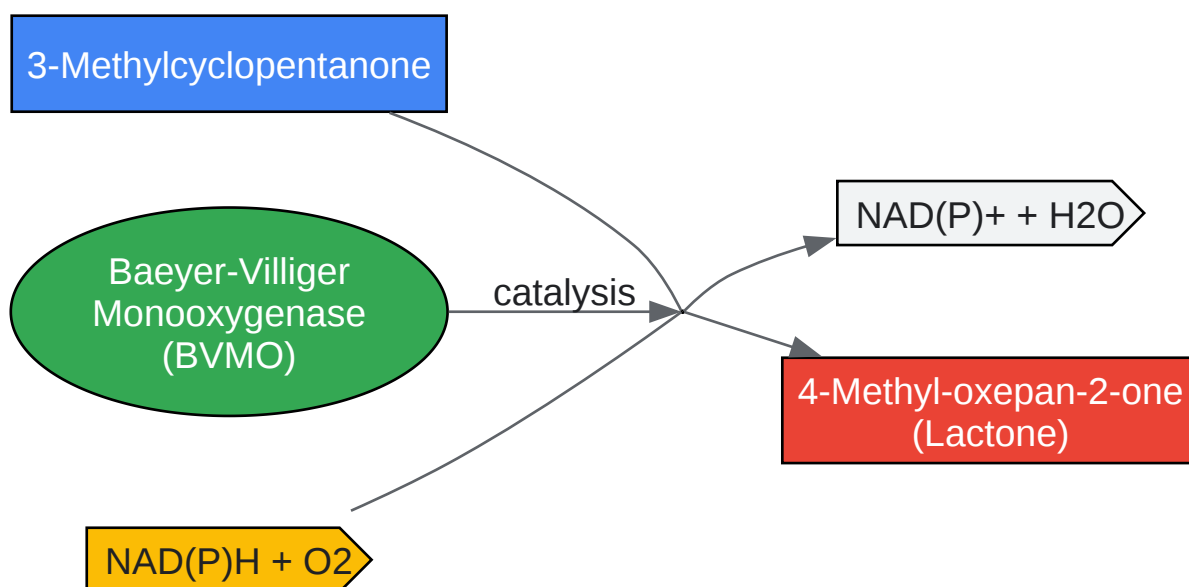 3-Methylcyclopentanone
NAD(P)+ + H2O
Baeyer-Villiger
Monooxygenase
(BVMO)
catalysis
4-Methyl-oxepan-2-one
(Lactone)
NAD(P)H + O2